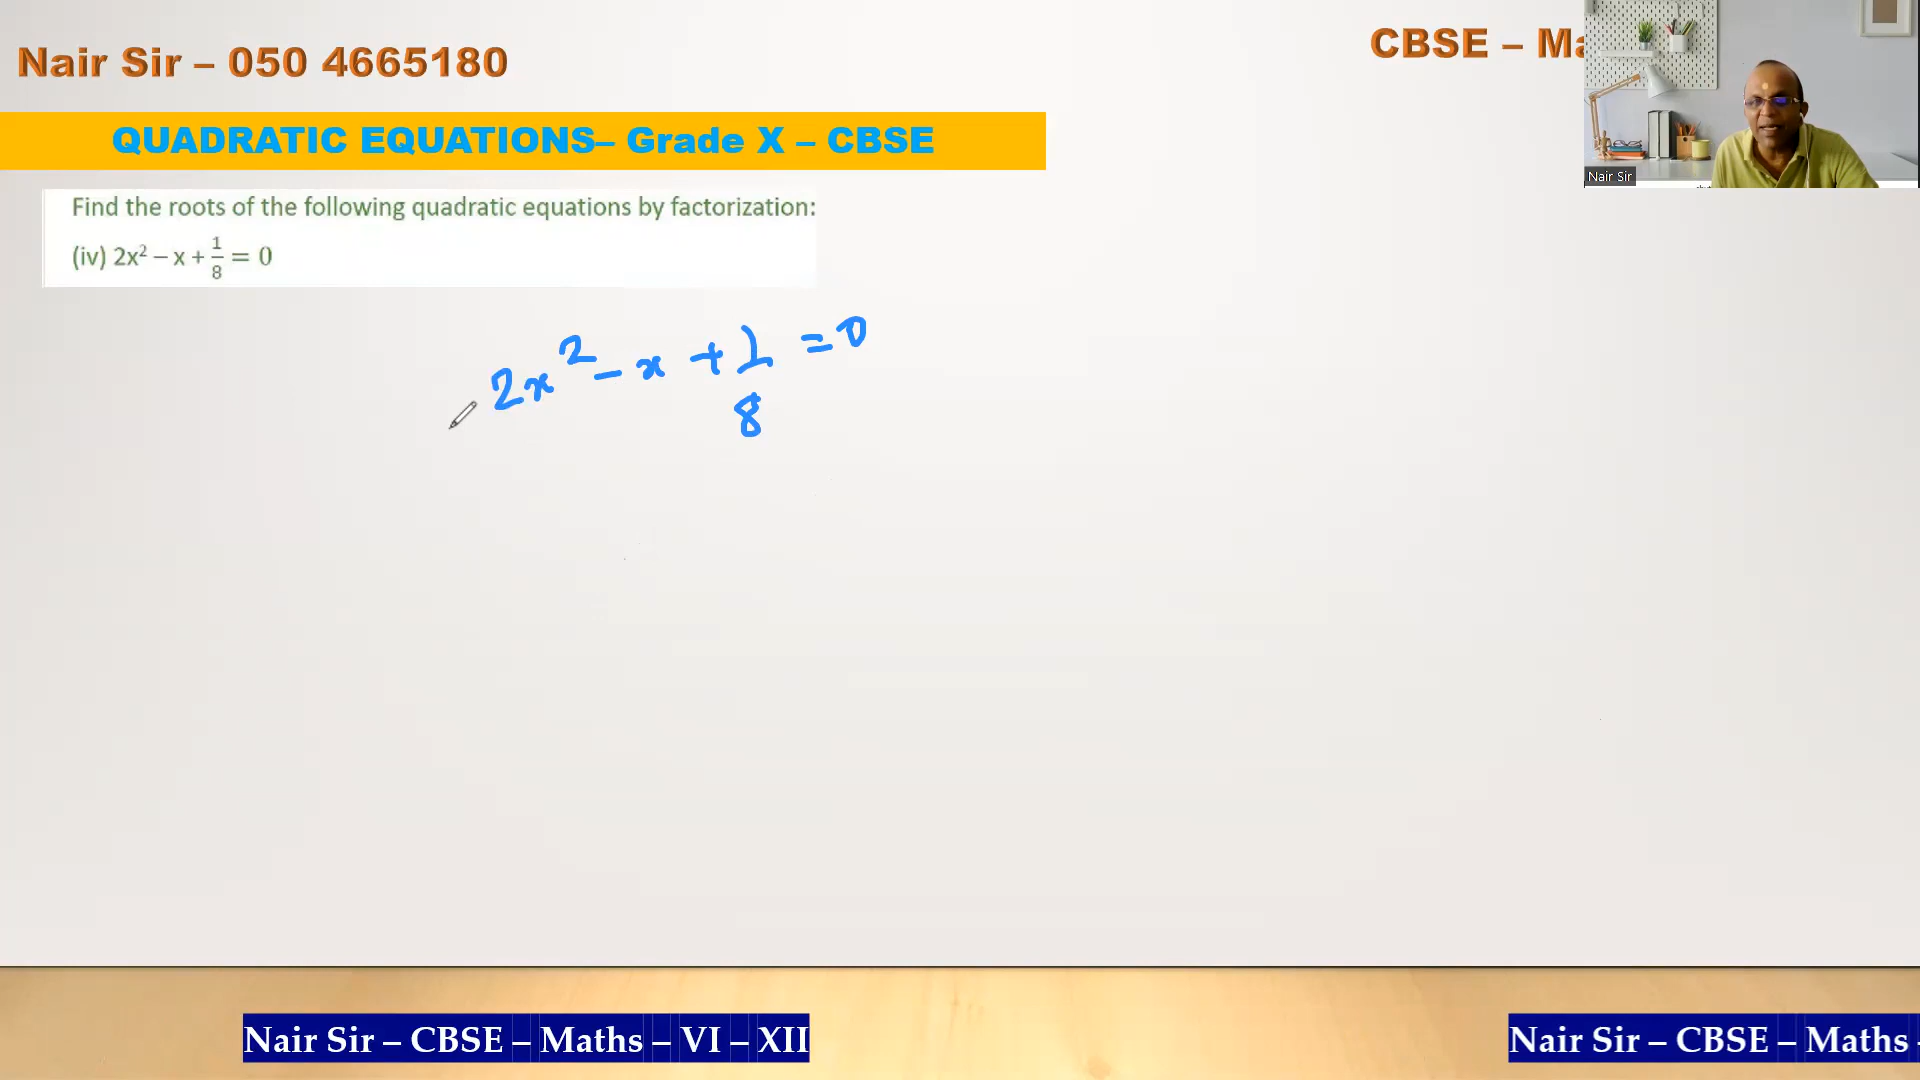 Nair Sir – 050 4665180
CBSE – Ma
QUADRATIC EQUATIONS– Grade X – CBSE
Nair Sir
Find the roots of the following quadratic equations by factorization:
(iv) 2x² – x + 1/8 = 0
2x² – x + 1/8 = 0
Nair Sir – CBSE – Maths – VI – XII
Nair Sir – CBSE – Maths –